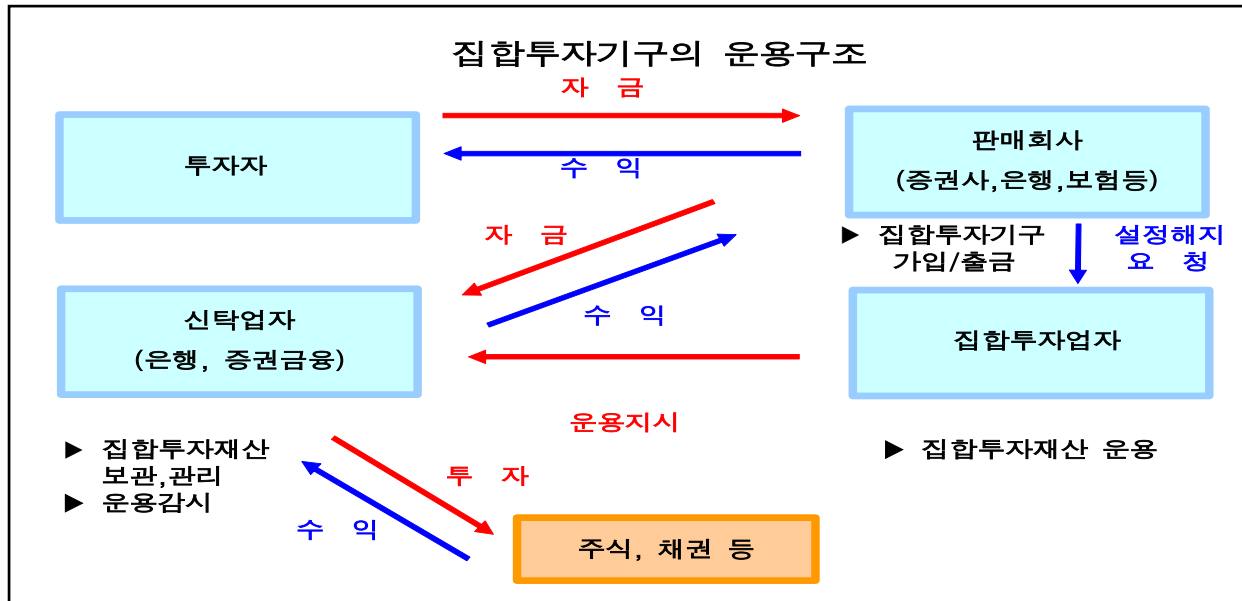 집합투자기구의 운용구조
자 금
투자자
수 익
판매회사
(증권사,은행,보험등)
자 금
▶ 집합투자기구
가입/출금
설정해지
요 청
신탁업자
(은행, 증권금융)
수 익
집합투자업자
운용지시
▶ 집합투자재산
보관,관리
▶ 운용감시
▶ 집합투자재산 운용
투 자
수 익
주식, 채권 등